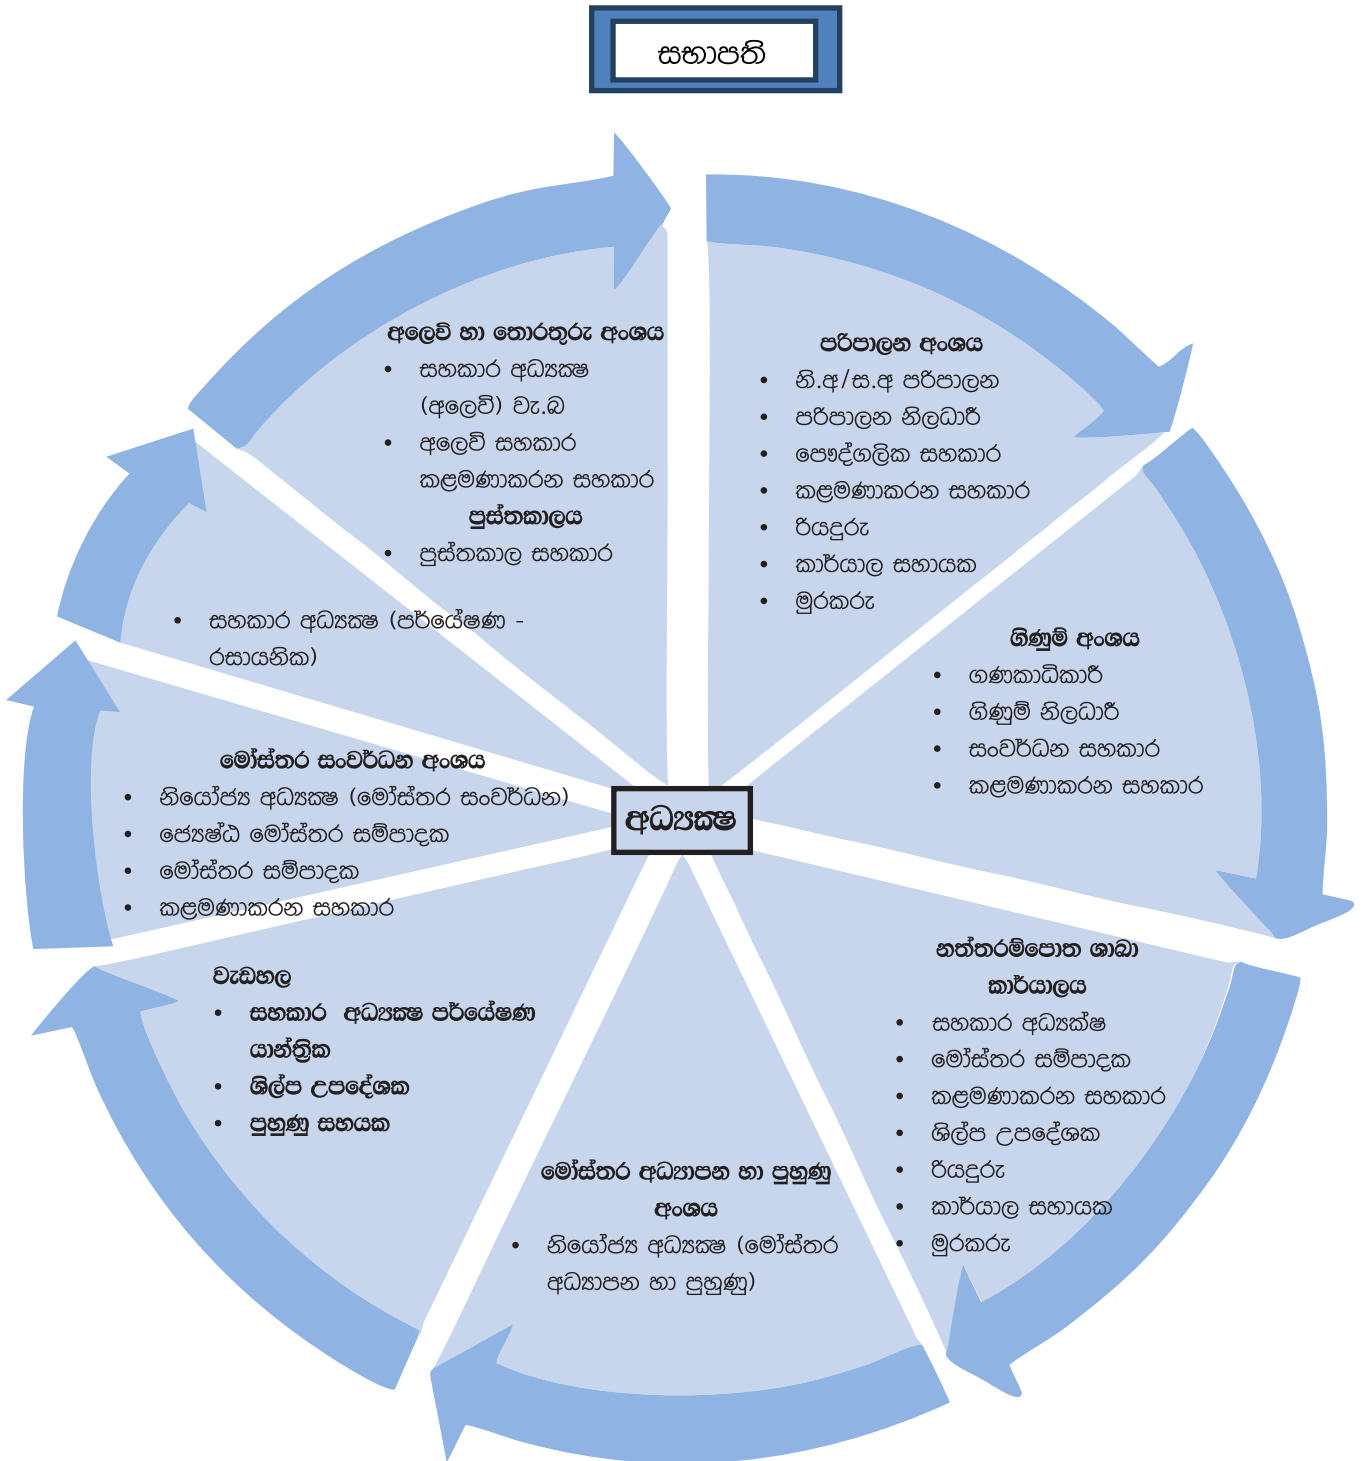 සභාපති
අලෙවි හා තොරතුරු අංශය
• සහකාර අධ්‍යක්‍ෂ
(අලෙවි) වැ.බ
• අලෙවි සහකාර
කළමණාකරන සහකාර
පුස්තකාලය
• පුස්තකාල සහකාර
පරිපාලන අංශය
• නි.අ/ස.අ පරිපාලන
• පරිපාලන නිලධාරී
• පෞද්ගලික සහකාර
• කළමණාකරන සහකාර
• රියදුරු
• කාර්යාල සහායක
• මුරකරු
• සහකාර අධ්‍යක්‍ෂ (පර්යේෂණ -
රසායනික)
ගිණුම් අංශය
• ගණකාධිකාරී
• ගිණුම් නිලධාරී
• සංවර්ධන සහකාර
• කළමණාකරන සහකාර
මෝස්තර සංවර්ධන අංශය
• නියෝජ්‍ය අධ්‍යක්‍ෂ (මෝස්තර සංවර්ධන)
• ජ්‍යෙෂ්ඨ මෝස්තර සම්පාදක
• මෝස්තර සම්පාදක
• කළමණාකරන සහකාර
අධ්‍යක්‍ෂ
වැඩහල
• සහකාර අධ්‍යක්‍ෂ පර්යේෂණ
යාන්ත්‍රික
• ශිල්ප උපදේශක
• පුහුණු සහයක
නත්තරම්පොත ශාඛා
කාර්යාලය
• සහකාර අධ්‍යක්ෂ
• මෝස්තර සම්පාදක
• කළමණාකරන සහකාර
• ශිල්ප උපදේශක
• රියදුරු
• කාර්යාල සහායක
• මුරකරු
මෝස්තර අධ්‍යාපන හා පුහුණු
අංශය
• නියෝජ්‍ය අධ්‍යක්‍ෂ (මෝස්තර
අධ්‍යාපන හා පුහුණු)